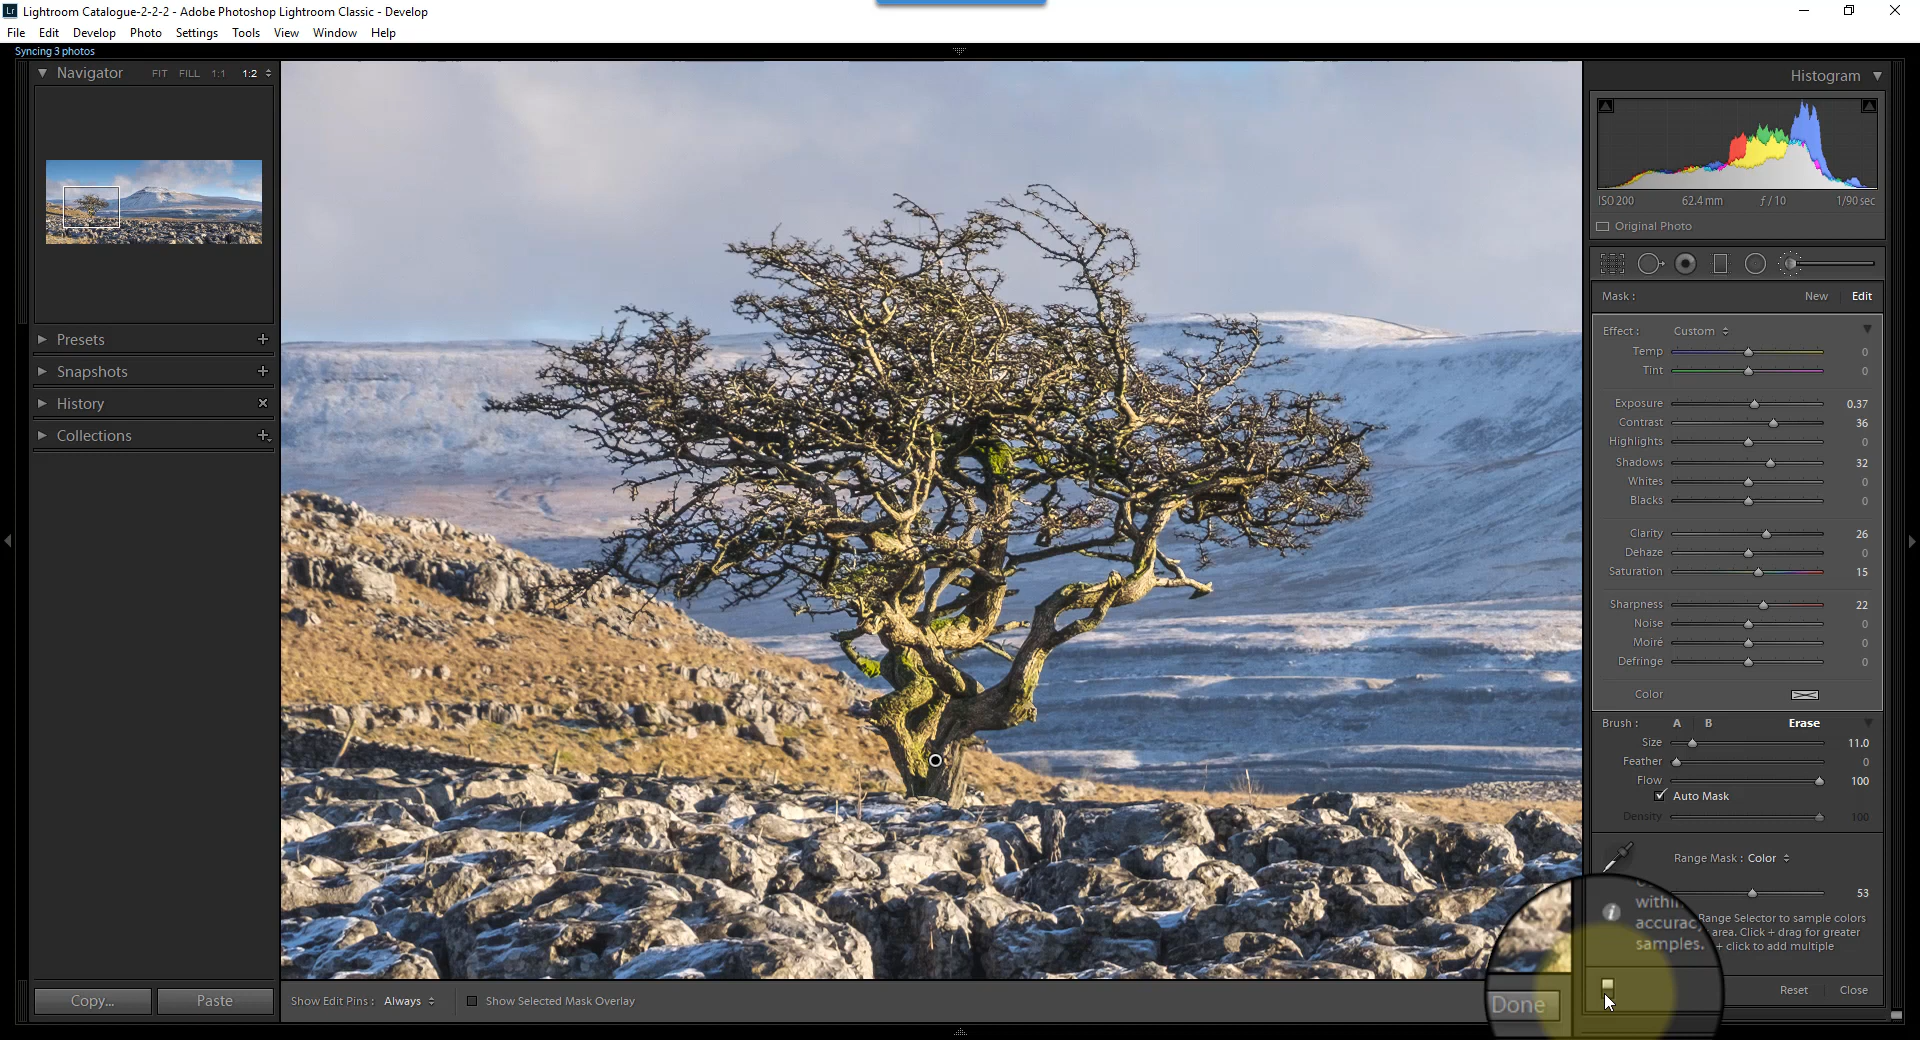 Lr Lightroom Catalogue-2-2-2 - Adobe Photoshop Lightroom Classic - Develop
File Edit Develop Photo Settings Tools View Window Help
Syncing 3 photos
Navigator FIT FILL 1:1 1:2
Presets
Snapshots
History
Collections
Copy... Paste
Show Edit Pins : Always Show Selected Mask Overlay
Done
Histogram
ISO 200 62.4 mm ƒ / 10 1/90 sec
Original Photo
Mask : New Edit
Effect : Custom
Temp 0
Tint 0
Exposure 0.37
Contrast 36
Highlights 0
Shadows 32
Whites 0
Blacks 0
Clarity 26
Dehaze 0
Saturation 15
Sharpness 22
Noise 0
Moiré 0
Defringe 0
Color
Brush : A B Erase
Size 11.0
Feather 0
Flow 100
Auto Mask
Density 100
Range Mask : Color
53
Range Selector to sample colors
area. Click + drag for greater
+ click to add multiple
samples.
Reset Close